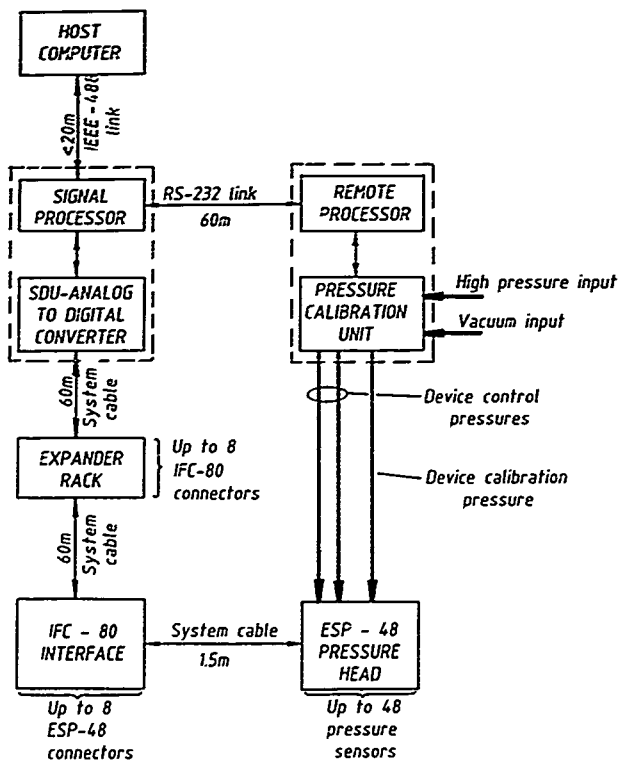 HOST
COMPUTER
<20m
IEEE-488
link
SIGNAL
PROCESSOR
RS-232 link
60m
REMOTE
PROCESSOR
SDU-ANALOG
TO DIGITAL
CONVERTER
PRESSURE
CALIBRATION
UNIT
High pressure input
Vacuum input
60m
System
cable
Device control
pressures
EXPANDER
RACK
Up to 8
IFC-80
connectors
Device calibration
pressure
60m
System
cable
IFC - 80
INTERFACE
System cable
1.5m
ESP - 48
PRESSURE
HEAD
Up to 8
ESP-48
connectors
Up to 48
pressure
sensors